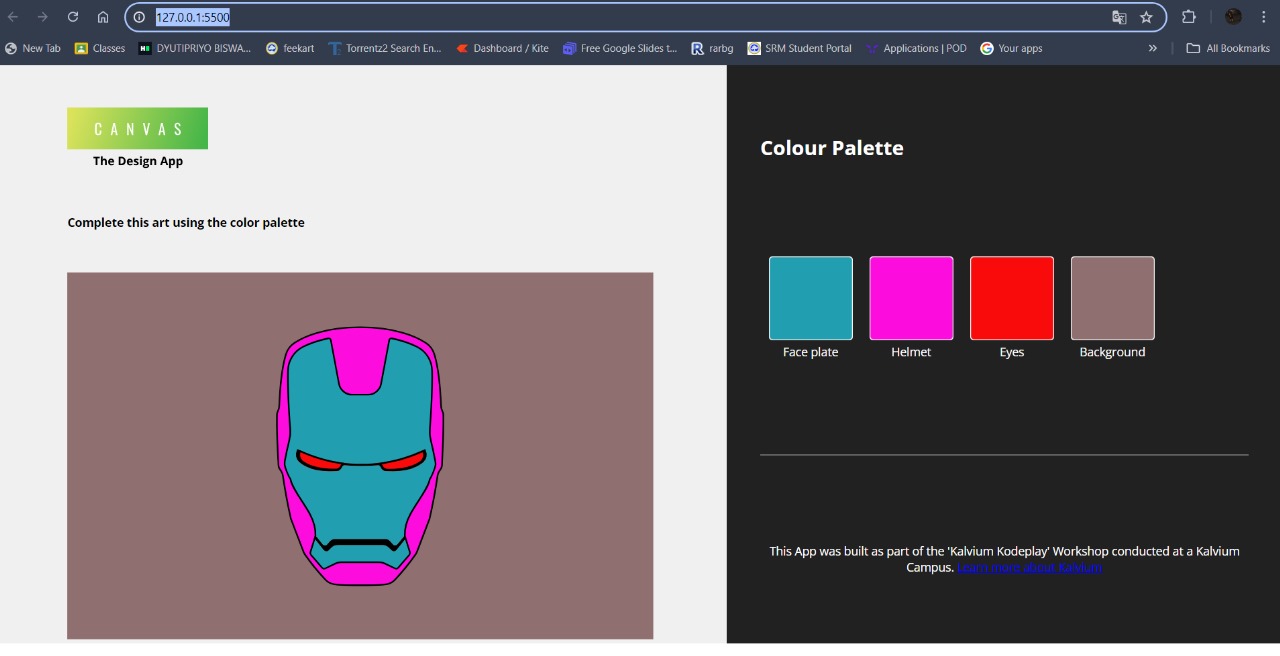 127.0.0.1:5500
New Tab
Classes
DYUTIPRIYO BISWA...
feekart
Torrentz2 Search En...
Dashboard / Kite
Free Google Slides t...
rarbg
SRM Student Portal
Applications | POD
Your apps
»
All Bookmarks
CANVAS
The Design App
Complete this art using the color palette
Colour Palette
Face plate
Helmet
Eyes
Background
This App was built as part of the 'Kalvium Kodeplay' Workshop conducted at a Kalvium
Campus. Learn more about Kalvium